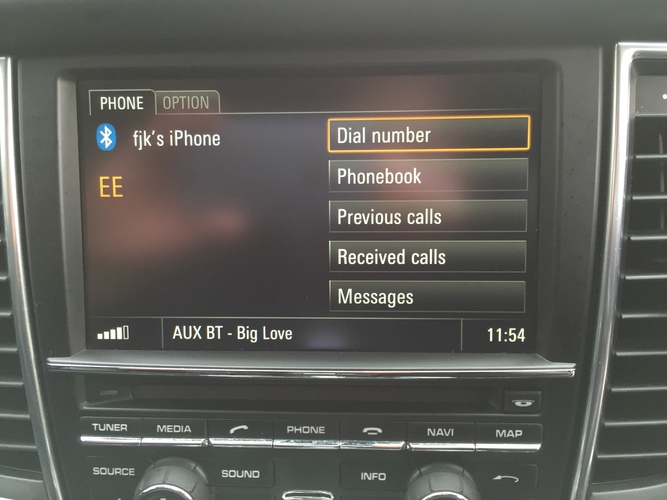 PHONE OPTION
fjk's iPhone
EE
Dial number
Phonebook
Previous calls
Received calls
Messages
AUX BT - Big Love
11:54
TUNER MEDIA PHONE NAVI MAP
SOURCE SOUND INFO